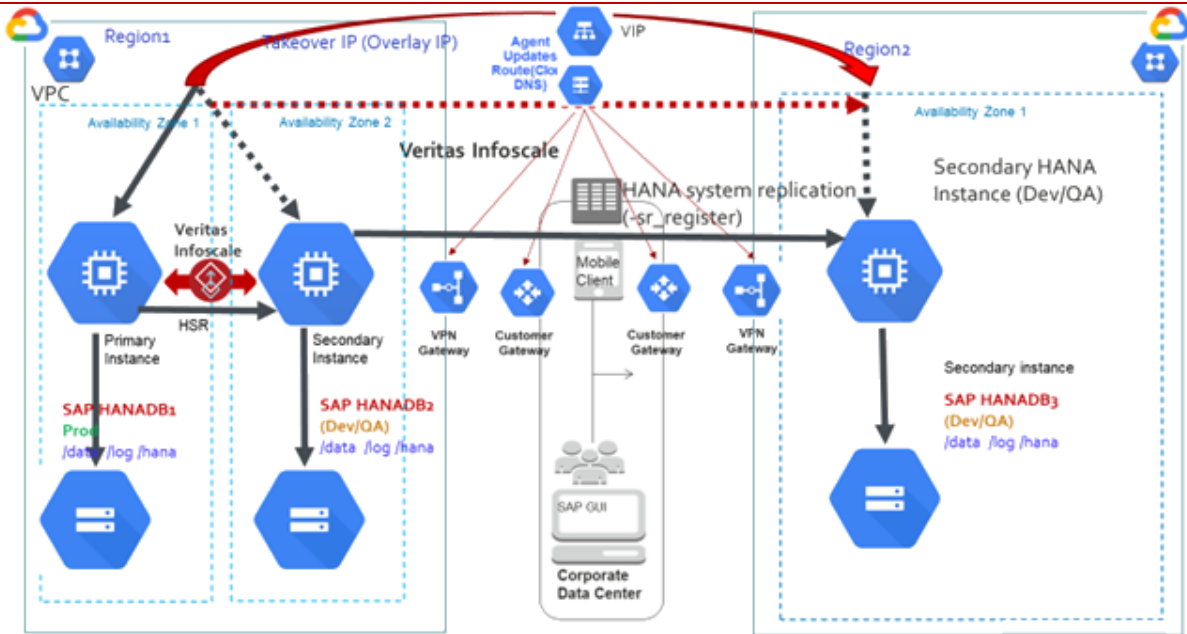 Region1
Takeover IP (Overlay IP)
VPC
Availability Zone 1
Availability Zone 2
Agent
Updates
Route(Clo
DNS)
VIP
Region2
Availability Zone 1
Veritas Infoscale
HANA system replication
(-sr_register)
Secondary HANA
Instance (Dev/QA)
Veritas
Infoscale
HSR
Primary
Instance
Secondary
Instance
Mobile
Client
VPN
Gateway
Customer
Gateway
Customer
Gateway
VPN
Gateway
SAP HANADB1
Prod
/data /log /hana
SAP HANADB2
(Dev/QA)
/data /log /hana
Secondary instance
SAP HANADB3
(Dev/QA)
/data /log /hana
SAP GUI
Corporate
Data Center